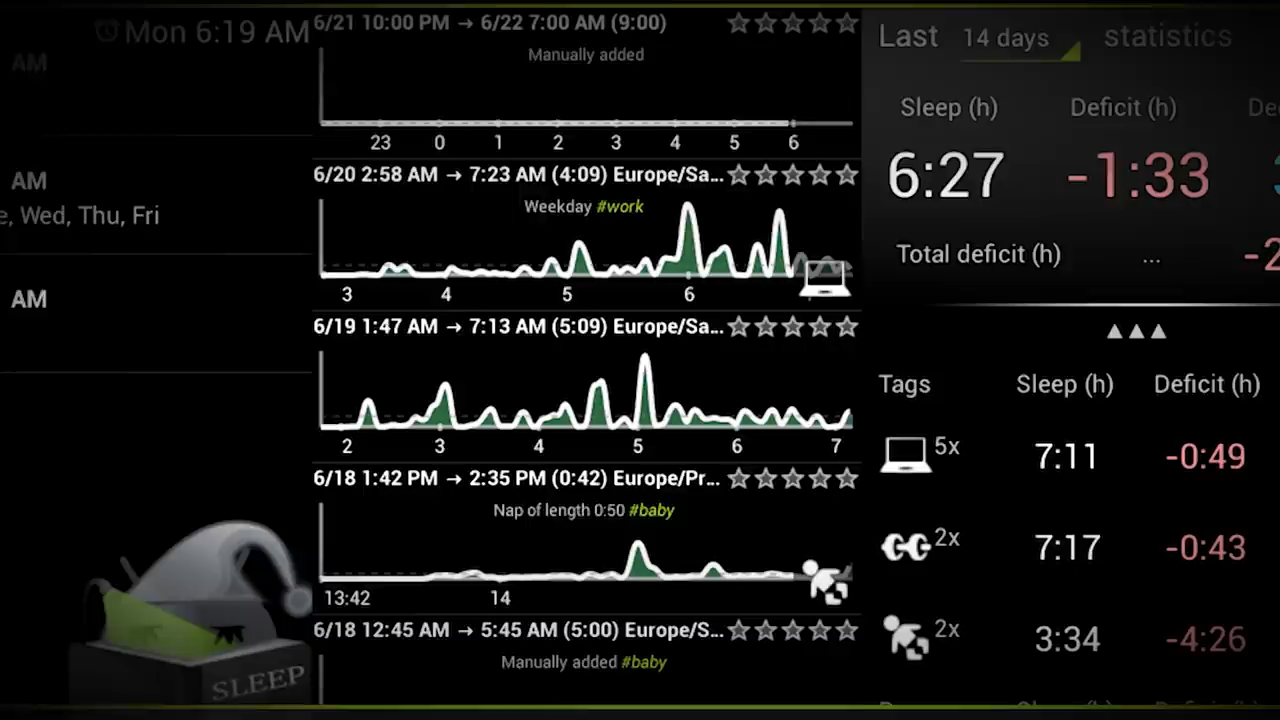 Mon 6:19 AM
AM
AM
e, Wed, Thu, Fri
AM
SLEEP
6/21 10:00 PM → 6/22 7:00 AM (9:00)
Manually added
23 0 1 2 3 4 5 6
6/20 2:58 AM → 7:23 AM (4:09) Europe/Sa...
Weekday #work
3 4 5 6
6/19 1:47 AM → 7:13 AM (5:09) Europe/Sa...
2 3 4 5 6 7
6/18 1:42 PM → 2:35 PM (0:42) Europe/Pr...
Nap of length 0:50 #baby
13:42 14
6/18 12:45 AM → 5:45 AM (5:00) Europe/S...
Manually added #baby
Last 14 days statistics
Sleep (h) Deficit (h) De
6:27 -1:33
Total deficit (h) ... -2
Tags Sleep (h) Deficit (h)
5x 7:11 -0:49
2x 7:17 -0:43
2x 3:34 -4:26